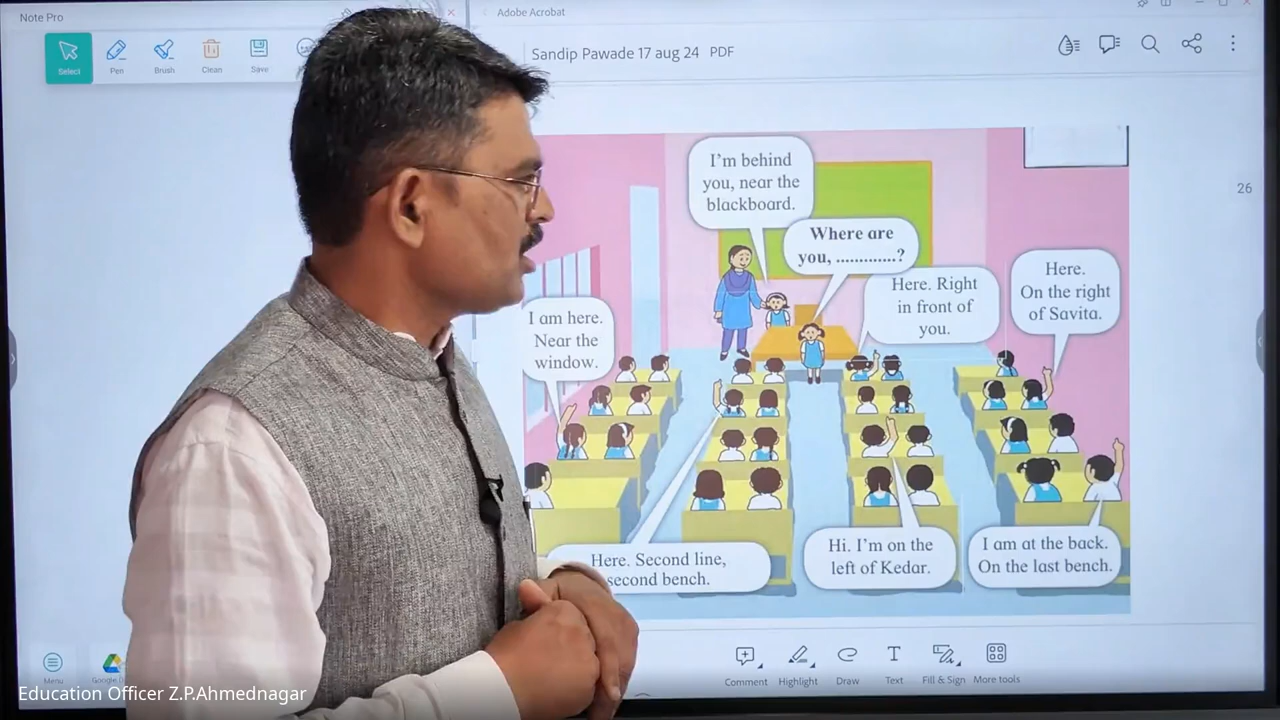 Note Pro
Adobe Acrobat
Select
Pen
Brush
Clean
Save
Sandip Pawade 17 aug 24 PDF
26
I'm behind
you, near the
blackboard.
Where are
you, .............?
Here. Right
in front of
you.
Here.
On the right
of Savita.
I am here.
Near the
window.
Here. Second line,
second bench.
Hi. I'm on the
left of Kedar.
I am at the back.
On the last bench.
Menu
Google D
Comment
Highlight
Draw
Text
Fill & Sign
More tools
Education Officer Z.P.Ahmednagar